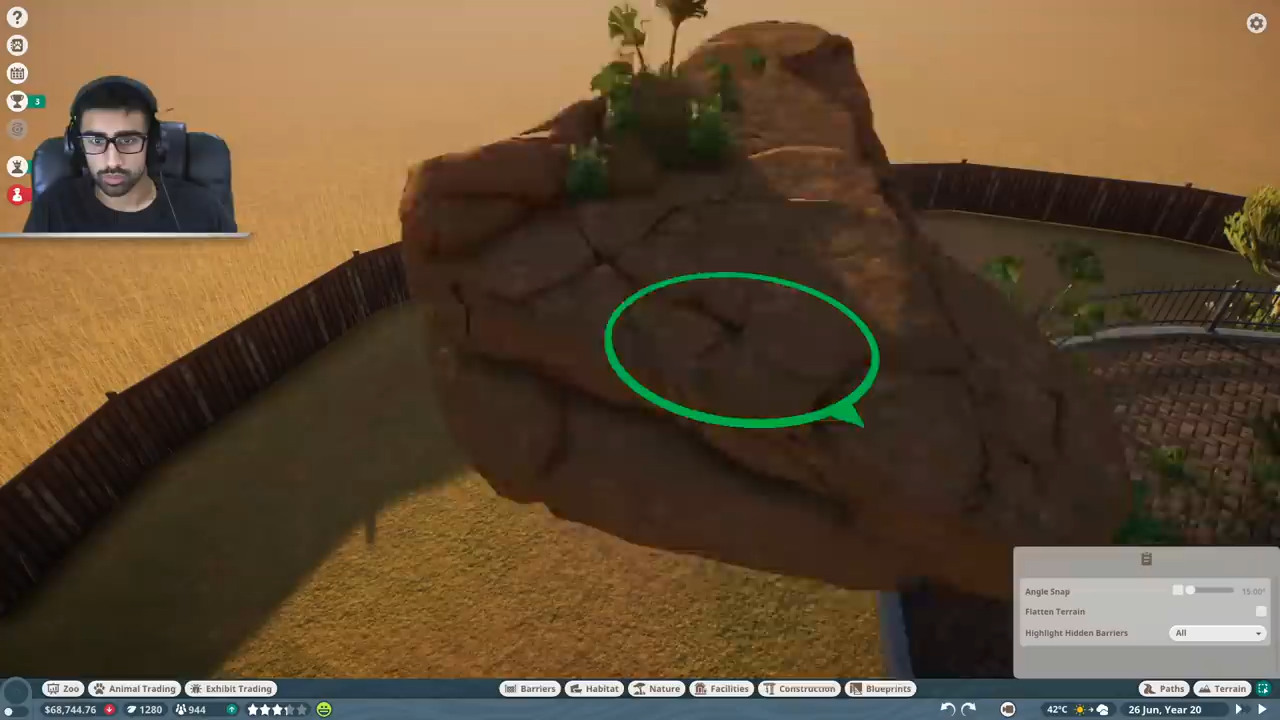 3
Angle Snap 15.00°
Flatten Terrain
Highlight Hidden Barriers All
Zoo Animal Trading Exhibit Trading Barriers Habitat Nature Facilities Construction Blueprints Paths Terrain
$68,744.76 1280 944 42°C 26 Jun, Year 20